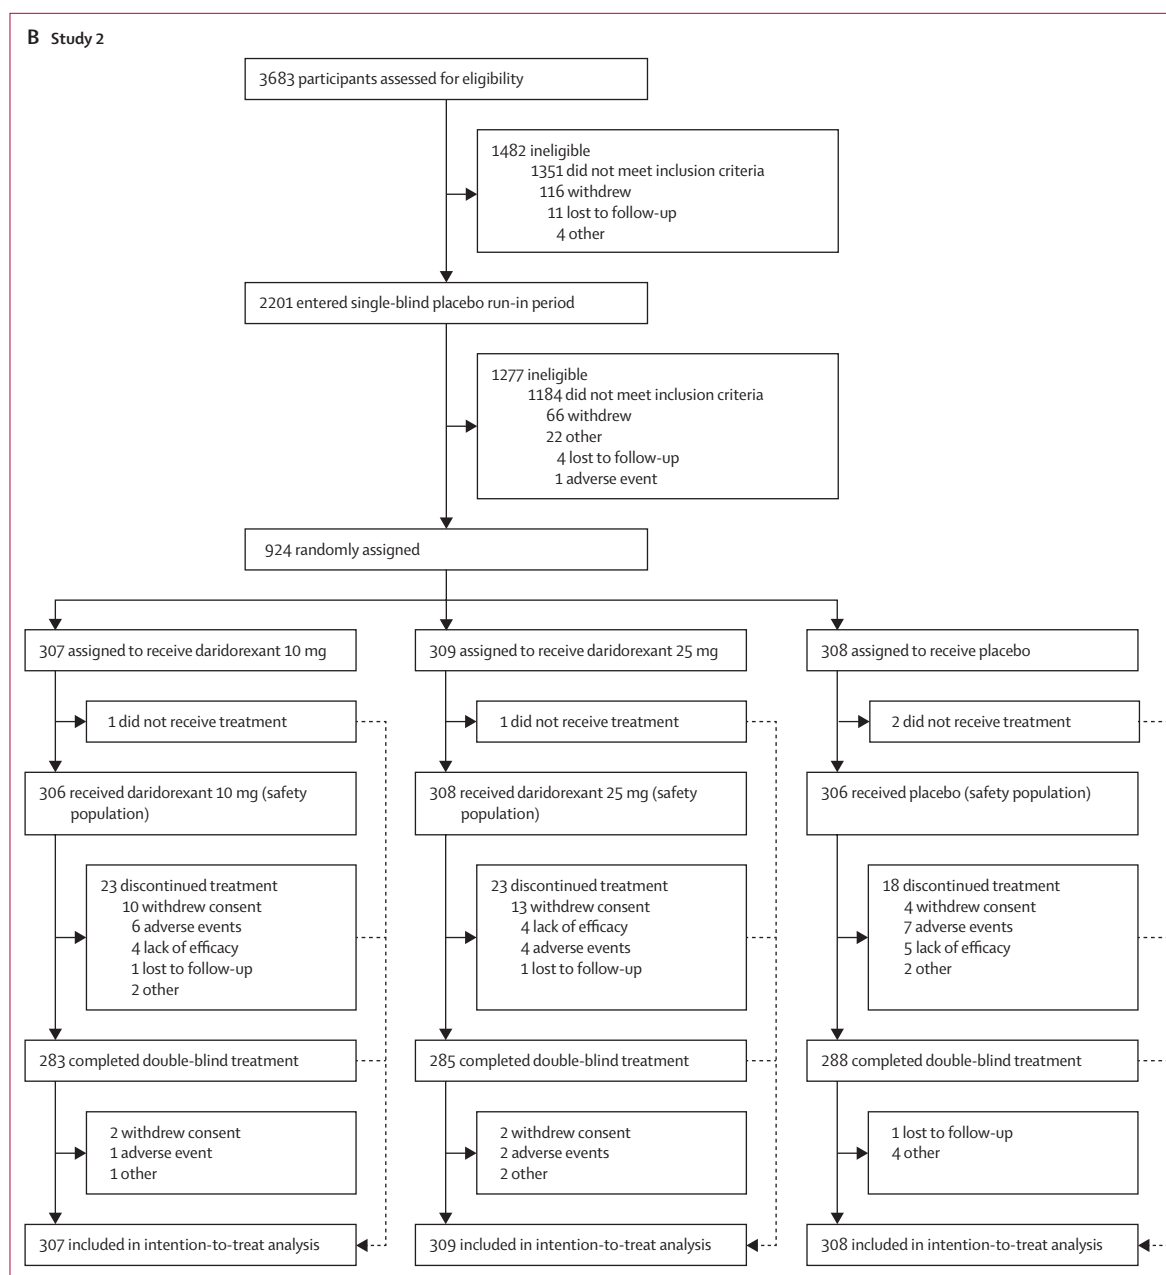 B Study 2
3683 participants assessed for eligibility
1482 ineligible
1351 did not meet inclusion criteria
116 withdrew
11 lost to follow-up
4 other
2201 entered single-blind placebo run-in period
1277 ineligible
1184 did not meet inclusion criteria
66 withdrew
22 other
4 lost to follow-up
1 adverse event
924 randomly assigned
307 assigned to receive daridorexant 10 mg
309 assigned to receive daridorexant 25 mg
308 assigned to receive placebo
1 did not receive treatment
1 did not receive treatment
2 did not receive treatment
306 received daridorexant 10 mg (safety
population)
308 received daridorexant 25 mg (safety
population)
306 received placebo (safety population)
23 discontinued treatment
10 withdrew consent
6 adverse events
4 lack of efficacy
1 lost to follow-up
2 other
23 discontinued treatment
13 withdrew consent
4 lack of efficacy
4 adverse events
1 lost to follow-up
18 discontinued treatment
4 withdrew consent
7 adverse events
5 lack of efficacy
2 other
283 completed double-blind treatment
285 completed double-blind treatment
288 completed double-blind treatment
2 withdrew consent
1 adverse event
1 other
2 withdrew consent
2 adverse events
2 other
1 lost to follow-up
4 other
307 included in intention-to-treat analysis
309 included in intention-to-treat analysis
308 included in intention-to-treat analysis